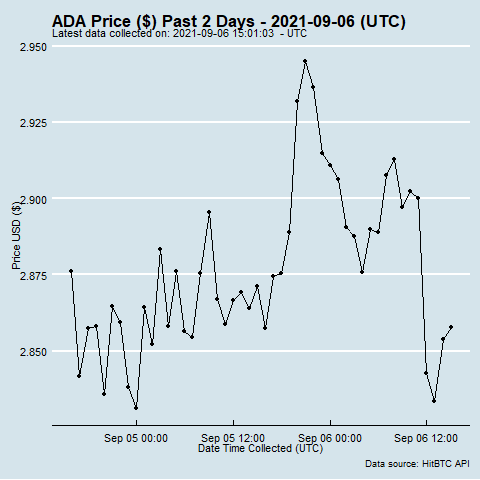 ADA Price ($) Past 2 Days - 2021-09-06 (UTC)
Latest data collected on: 2021-09-06 15:01:03 - UTC
2.950
2.925
2.900
2.875
2.850
Price USD ($)
Sep 05 00:00 Sep 05 12:00 Sep 06 00:00 Sep 06 12:00
Date Time Collected (UTC)
Data source: HitBTC API